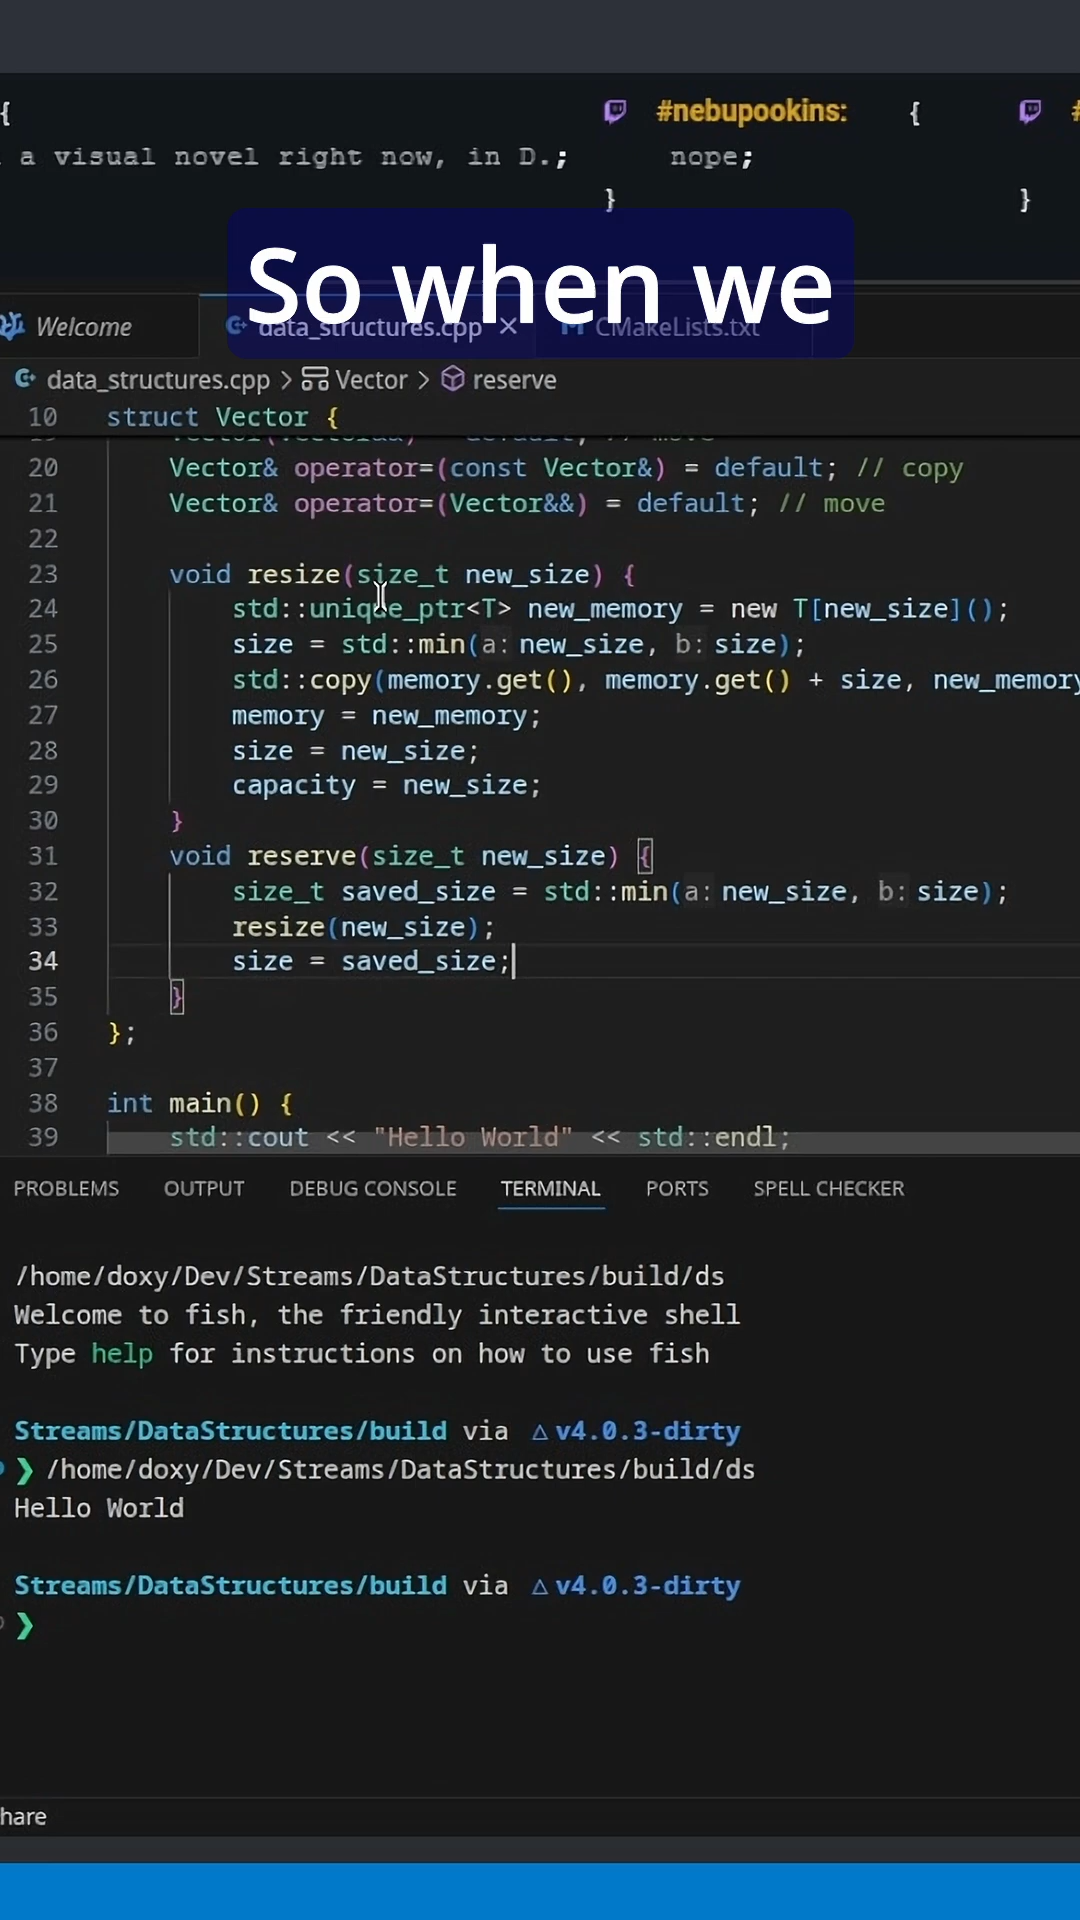 {
#nebupookins: {
a visual novel right now, in D.;
nope;
}
}
So when we
Welcome
data_structures.cpp
CMakeLists.txt
data_structures.cpp > Vector > reserve
10 struct Vector {
20 Vector& operator=(const Vector&) = default; // copy
21 Vector& operator=(Vector&&) = default; // move
22
23 void resize(size_t new_size) {
24 std::unique_ptr<T> new_memory = new T[new_size]();
25 size = std::min(a: new_size, b: size);
26 std::copy(memory.get(), memory.get() + size, new_memory
27 memory = new_memory;
28 size = new_size;
29 capacity = new_size;
30 }
31 void reserve(size_t new_size) {
32 size_t saved_size = std::min(a: new_size, b: size);
33 resize(new_size);
34 size = saved_size;
35 }
36 };
37
38 int main() {
39 std::cout << "Hello World" << std::endl;
PROBLEMS OUTPUT DEBUG CONSOLE TERMINAL PORTS SPELL CHECKER
/home/doxy/Dev/Streams/DataStructures/build/ds
Welcome to fish, the friendly interactive shell
Type help for instructions on how to use fish
Streams/DataStructures/build via △ v4.0.3-dirty
❯ /home/doxy/Dev/Streams/DataStructures/build/ds
Hello World
Streams/DataStructures/build via △ v4.0.3-dirty
❯
hare